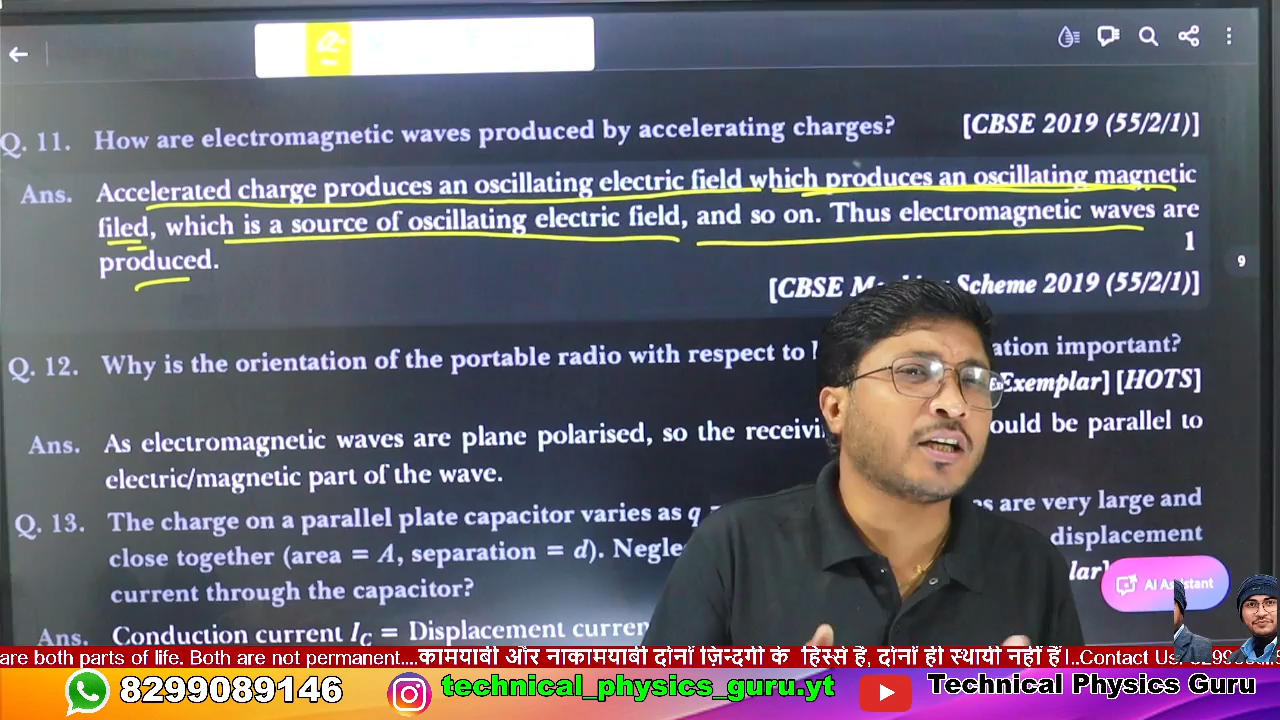 Q. 11. How are electromagnetic waves produced by accelerating charges? [CBSE 2019 (55/2/1)]
Ans. Accelerated charge produces an oscillating electric field which produces an oscillating magnetic
filed, which is a source of oscillating electric field, and so on. Thus electromagnetic waves are
produced. 1
9
[CBSE Scheme 2019 (55/2/1)]
Q. 12. Why is the orientation of the portable radio with respect to important?
Exemplar] [HOTS]
Ans. As electromagnetic waves are plane polarised, so the be parallel to
electric/magnetic part of the wave.
Q. 13. The charge on a parallel plate capacitor varies as q are very large and
close together (area = A, separation = d). displacement
current through the capacitor?
AI Assistant
Ans. Conduction current IC = Displacement
are both parts of life. Both are not permanent....कामयाबी और नाकामयाबी दोनों ज़िन्दगी के हिस्से हैं, दोनों ही स्थायी नहीं हैं।..Contact Us:
8299089146 technical_physics_guru.yt Technical Physics Guru